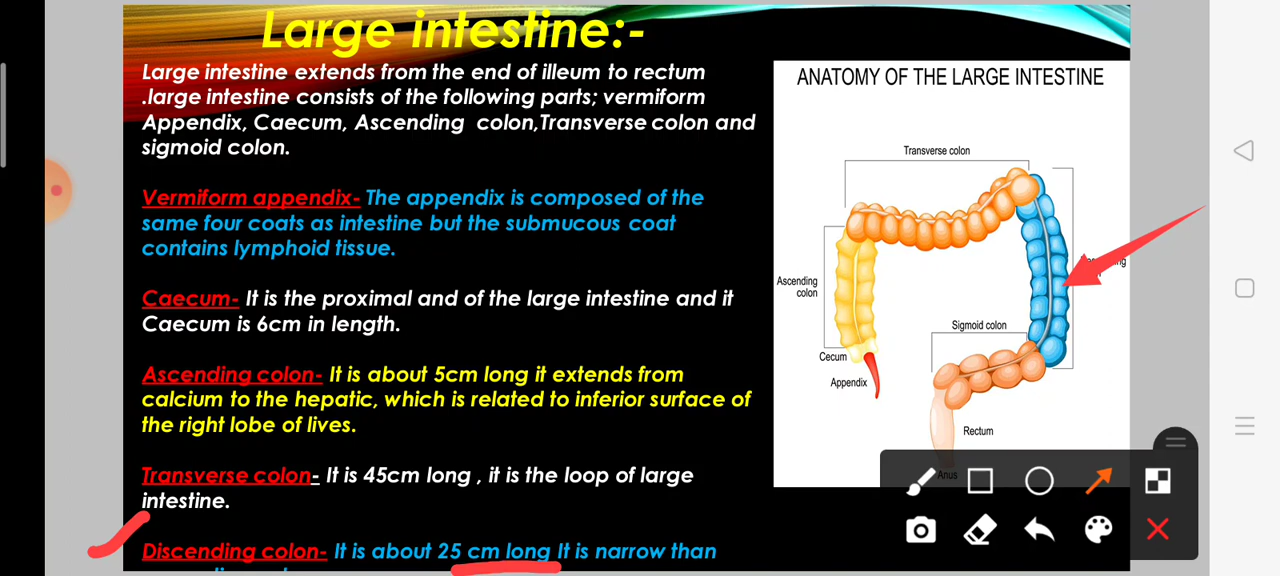 Large intestine:-
Large intestine extends from the end of illeum to rectum
.large intestine consists of the following parts; vermiform
Appendix, Caecum, Ascending colon,Transverse colon and
sigmoid colon.
Vermiform appendix- The appendix is composed of the
same four coats as intestine but the submucous coat
contains lymphoid tissue.
Caecum- It is the proximal and of the large intestine and it
Caecum is 6cm in length.
Ascending colon- It is about 5cm long it extends from
calcium to the hepatic, which is related to inferior surface of
the right lobe of lives.
Transverse colon- It is 45cm long , it is the loop of large
intestine.
Discending colon- It is about 25 cm long It is narrow than
ANATOMY OF THE LARGE INTESTINE
Transverse colon
Ascending
colon
Sigmoid colon
Cecum
Appendix
Rectum
Anus